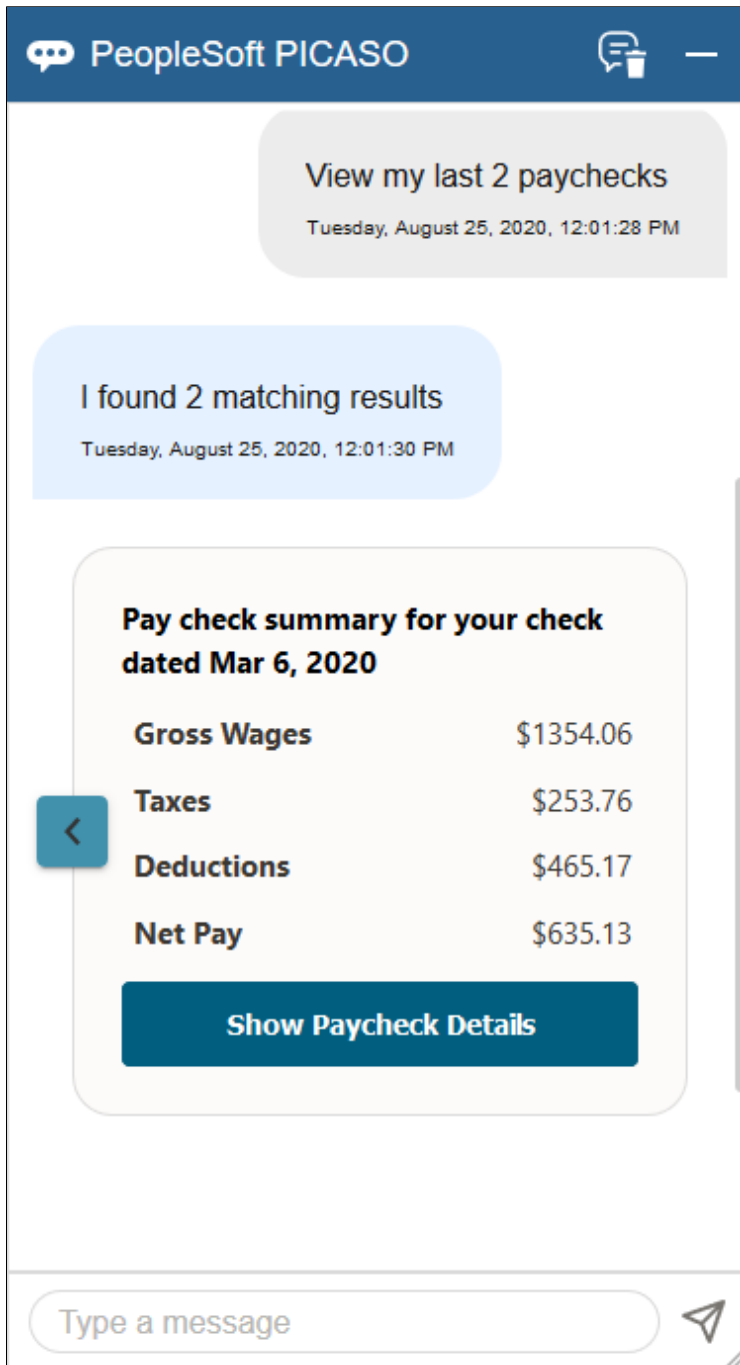 PeopleSoft PICASO
View my last 2 paychecks
Tuesday, August 25, 2020, 12:01:28 PM
I found 2 matching results
Tuesday, August 25, 2020, 12:01:30 PM
Pay check summary for your check
dated Mar 6, 2020
Gross Wages $1354.06
Taxes $253.76
Deductions $465.17
Net Pay $635.13
Show Paycheck Details
Type a message